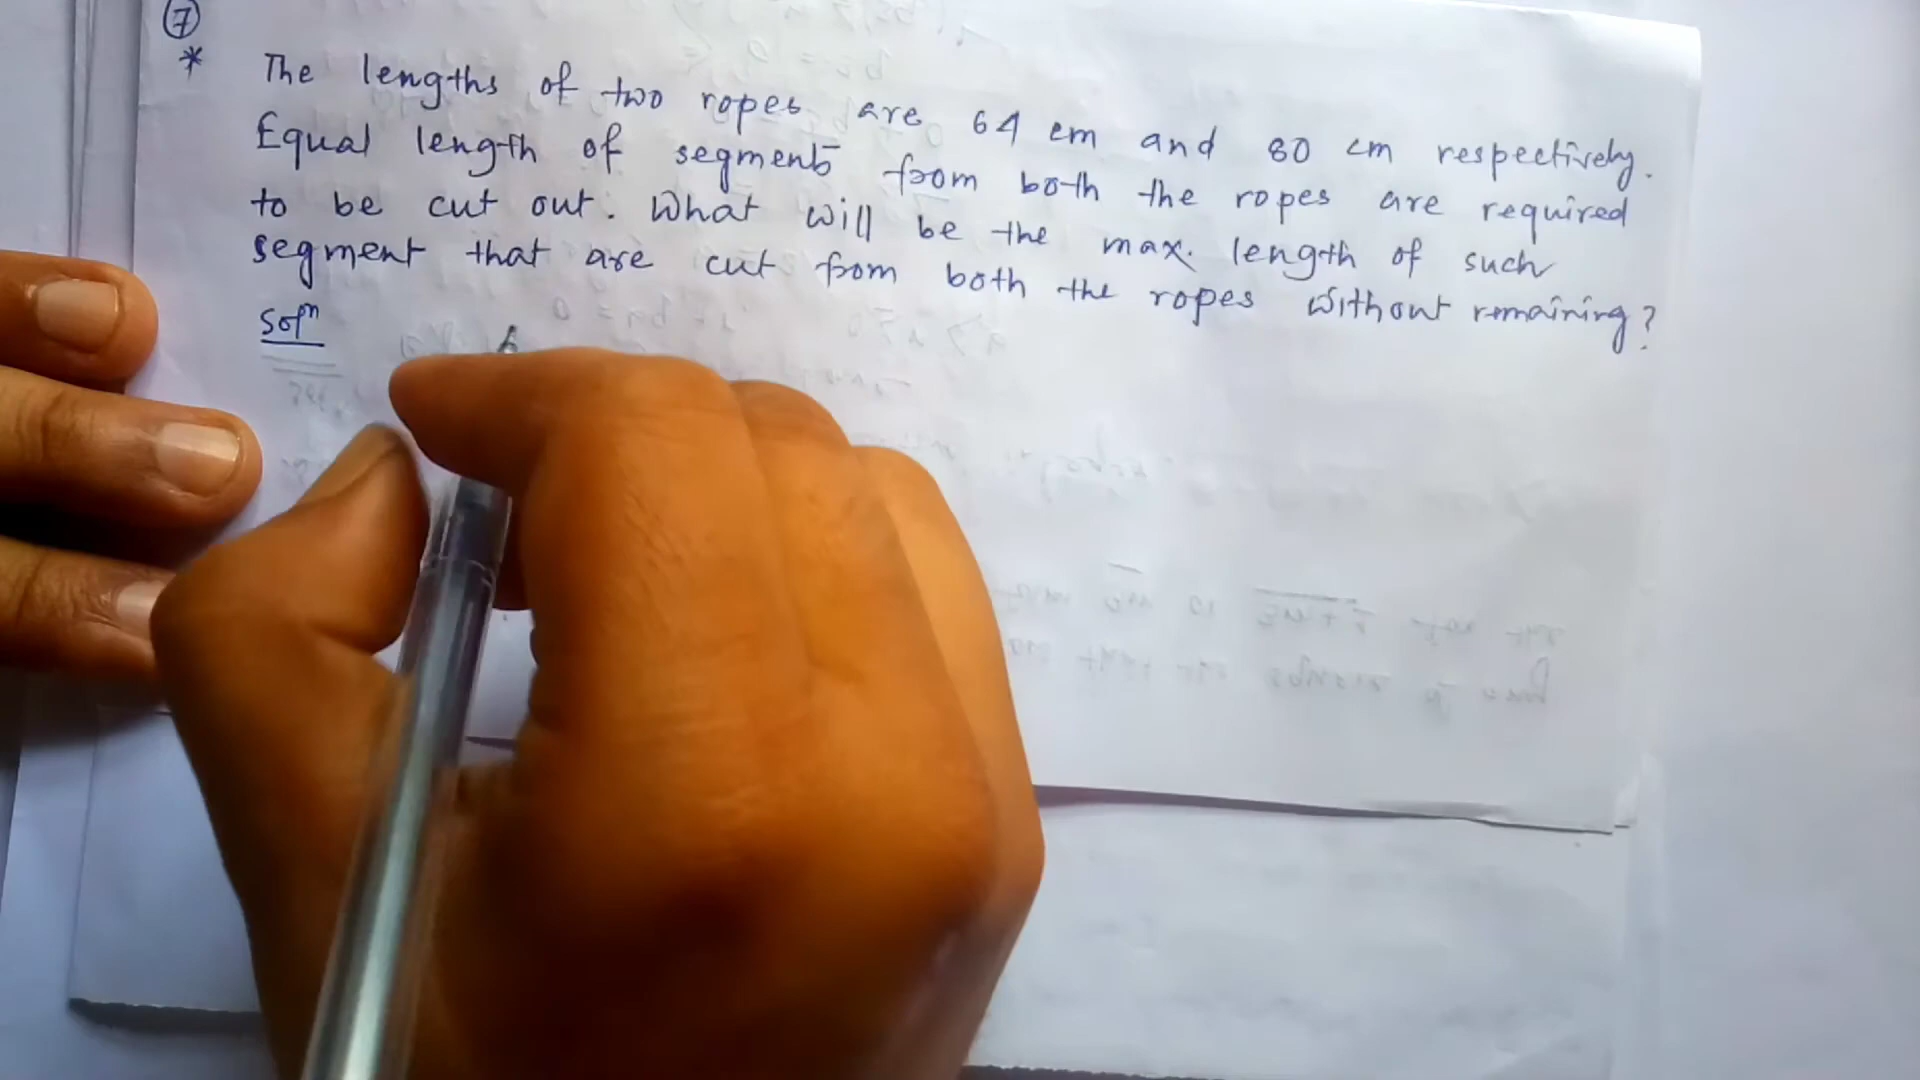 7
* The lengths of two ropes are 64 cm and 80 cm respectively.
Equal length of segments from both the ropes are required
to be cut out. What will be the max. length of such
segment that are cut from both the ropes without remaining?
Solⁿ